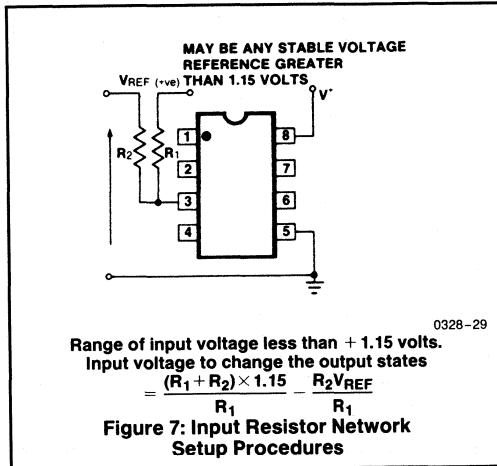 MAY BE ANY STABLE VOLTAGE
REFERENCE GREATER
VREF (+ve) THAN 1.15 VOLTS
V+
R2 R1
1 8
2 7
3 6
4 5
0328-29
Range of input voltage less than + 1.15 volts.
Input voltage to change the output states
= (R1 + R2) × 1.15 / R1 − R2VREF / R1
Figure 7: Input Resistor Network
Setup Procedures